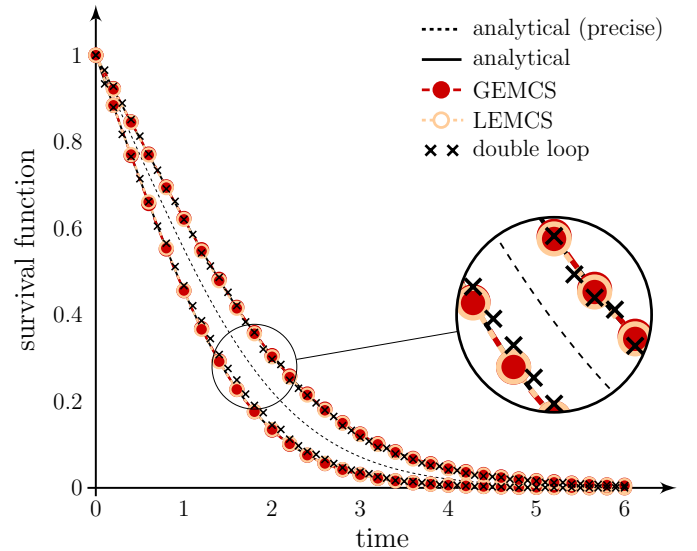 analytical (precise)
analytical
GEMCS
LEMCS
double loop
survival function
1
0.8
0.6
0.4
0.2
0
0 1 2 3 4 5 6
time